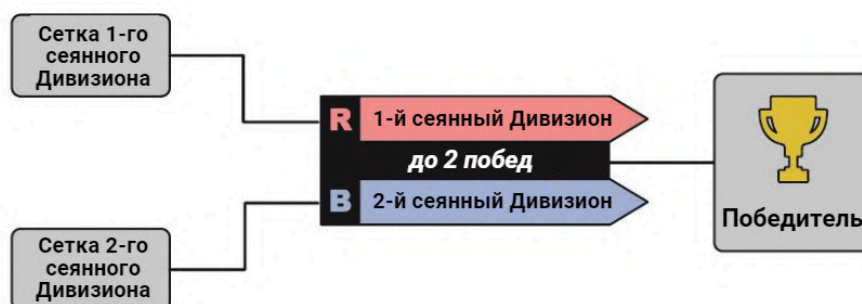 Сетка 1-го
сеянного
Дивизиона
R
1-й сеянный Дивизион
до 2 побед
B
2-й сеянный Дивизион
Победитель
Сетка 2-го
сеянного
Дивизиона